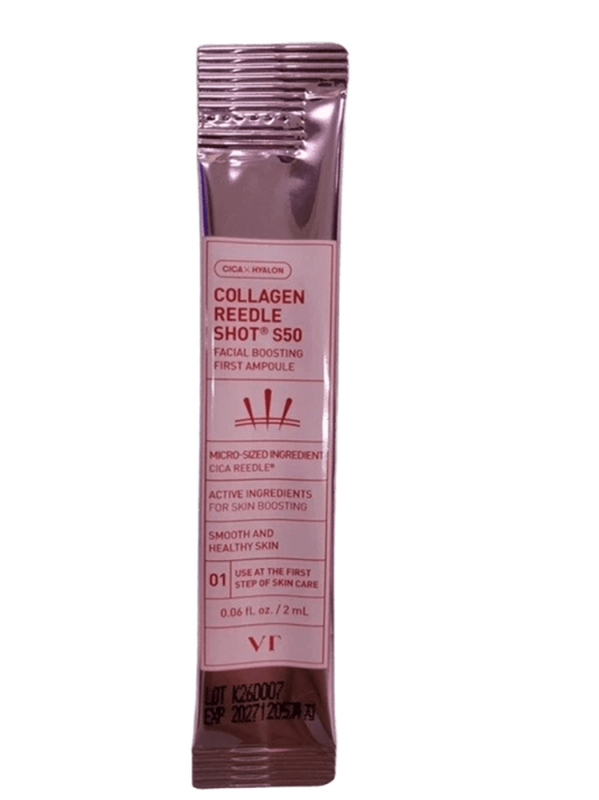 CICA X HYALON
COLLAGEN
REEDLE
SHOT® S50
FACIAL BOOSTING
FIRST AMPOULE
MICRO-SIZED INGREDIENT
CICA REEDLE®
ACTIVE INGREDIENTS
FOR SKIN BOOSTING
SMOOTH AND
HEALTHY SKIN
01
USE AT THE FIRST
STEP OF SKIN CARE
0.06 fl. oz. / 2 mL
VT
LOT K26D007
EXP